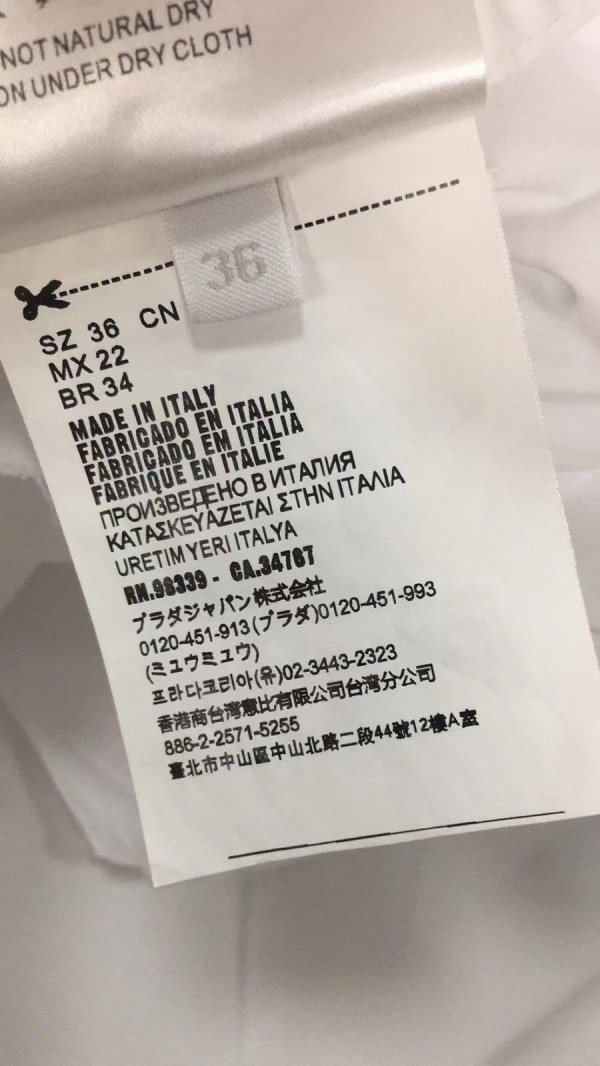 NOT NATURAL DRY
ON UNDER DRY CLOTH
36
SZ 36 CN
MX 22
BR 34
MADE IN ITALY
FABRICADO EN ITALIA
FABRICADO EM ITALIA
FABRIQUE EN ITALIE
ПРОИЗВЕДЕНО В ИТАЛИЯ
ΚΑΤΑΣΚΕΥΑΖΕΤΑΙ ΣΤΗΝ ΙΤΑΛΙΑ
URETIM YERI ITALYA
RN.96339 - CA.34767
プラダジャパン株式会社
0120-451-913(プラダ)0120-451-993
(ミュウミュウ)
프라다코리아(유)02-3443-2323
香港商台湾意比有限公司台湾分公司
886-2-2571-5255
臺北市中山區中山北路二段44號12樓A室